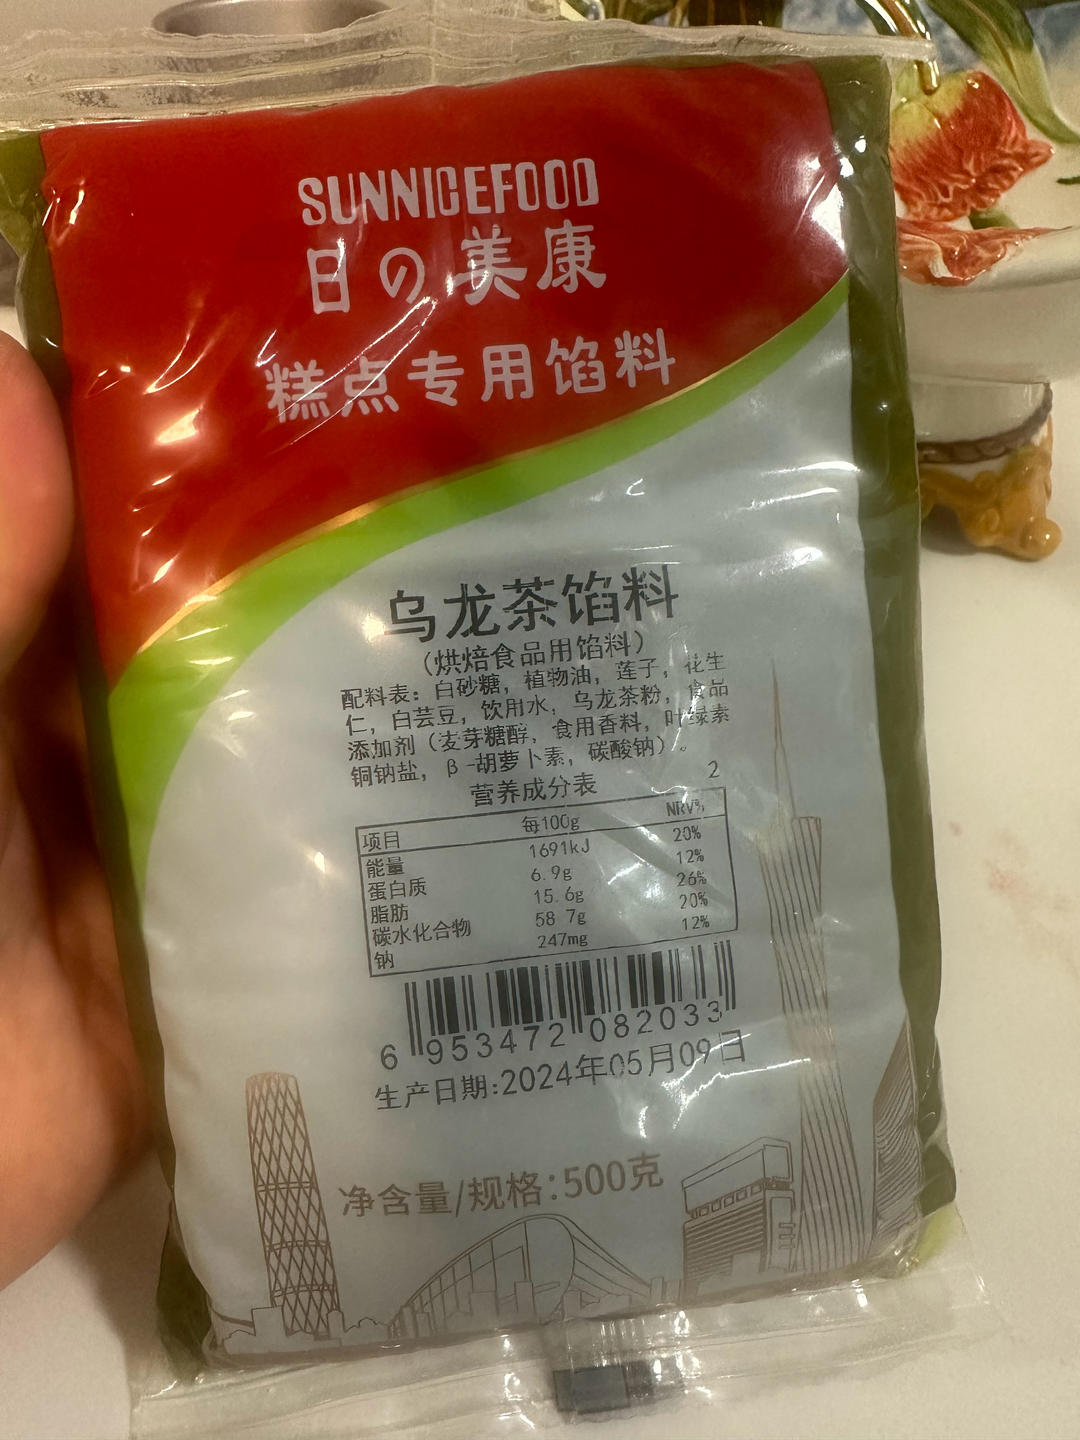 SUNNICEFOOD
日の美康
糕点专用馅料
乌龙茶馅料
（烘焙食品用馅料）
配料表：白砂糖，植物油，莲子，花生
仁，白芸豆，饮用水，乌龙茶粉，食品
添加剂（麦芽糖醇，食用香料，叶绿素
铜钠盐，β-胡萝卜素，碳酸钠）。
营养成分表 2
项目 每100g NRV%
能量 1691kJ 20%
蛋白质 6.9g 12%
脂肪 15.6g 26%
碳水化合物 58.7g 20%
钠 247mg 12%
6 953472 082033
生产日期:2024年05月09日
净含量/规格:500克